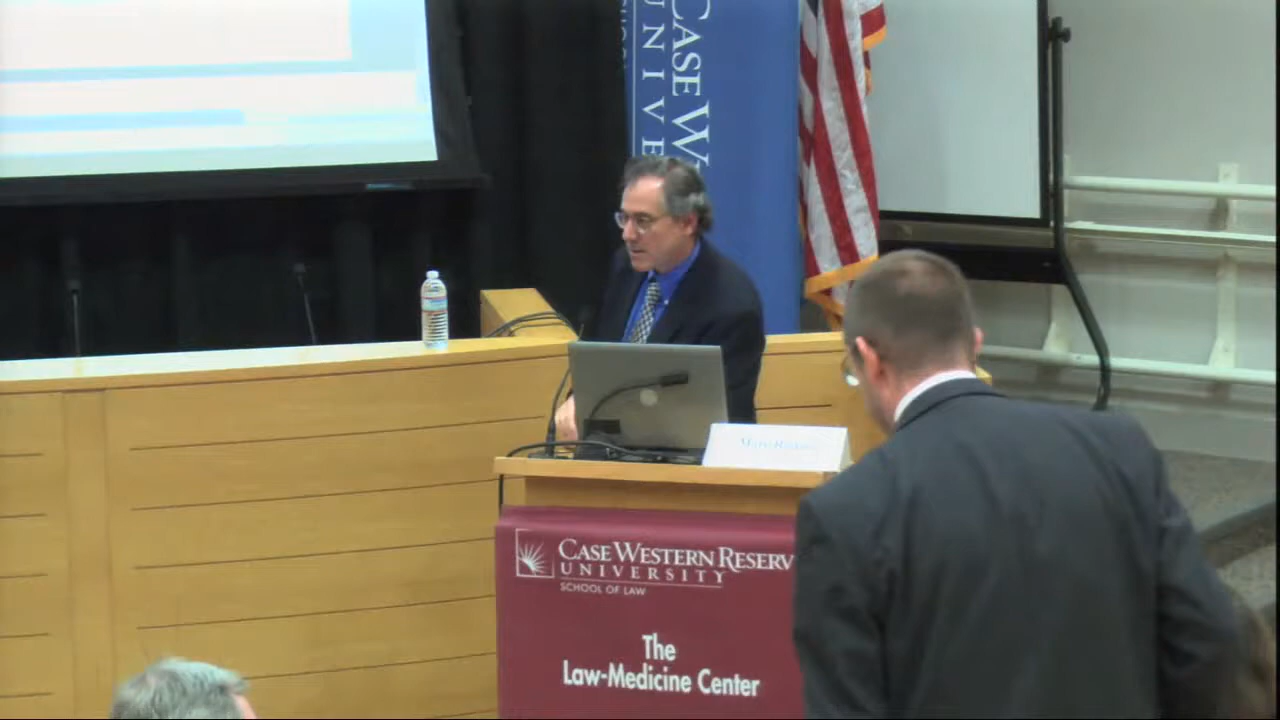 CASE W
UNIVE
CASE WESTERN RESERV
UNIVERSITY
SCHOOL OF LAW
The
Law-Medicine Center